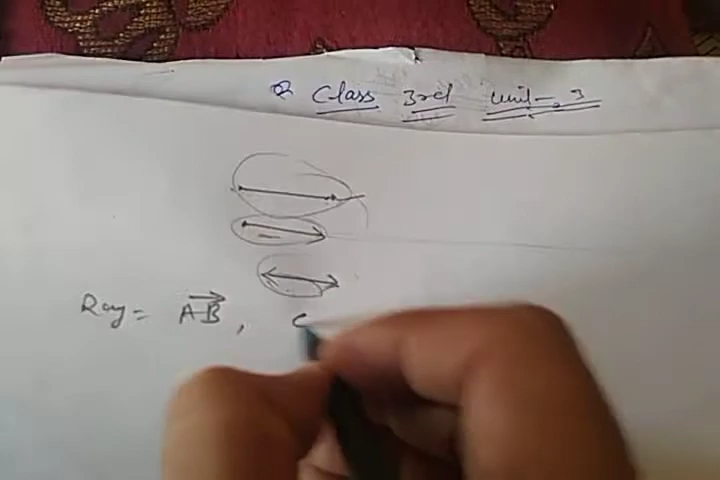 Class 3rd Unit-3
Ray = AB, C